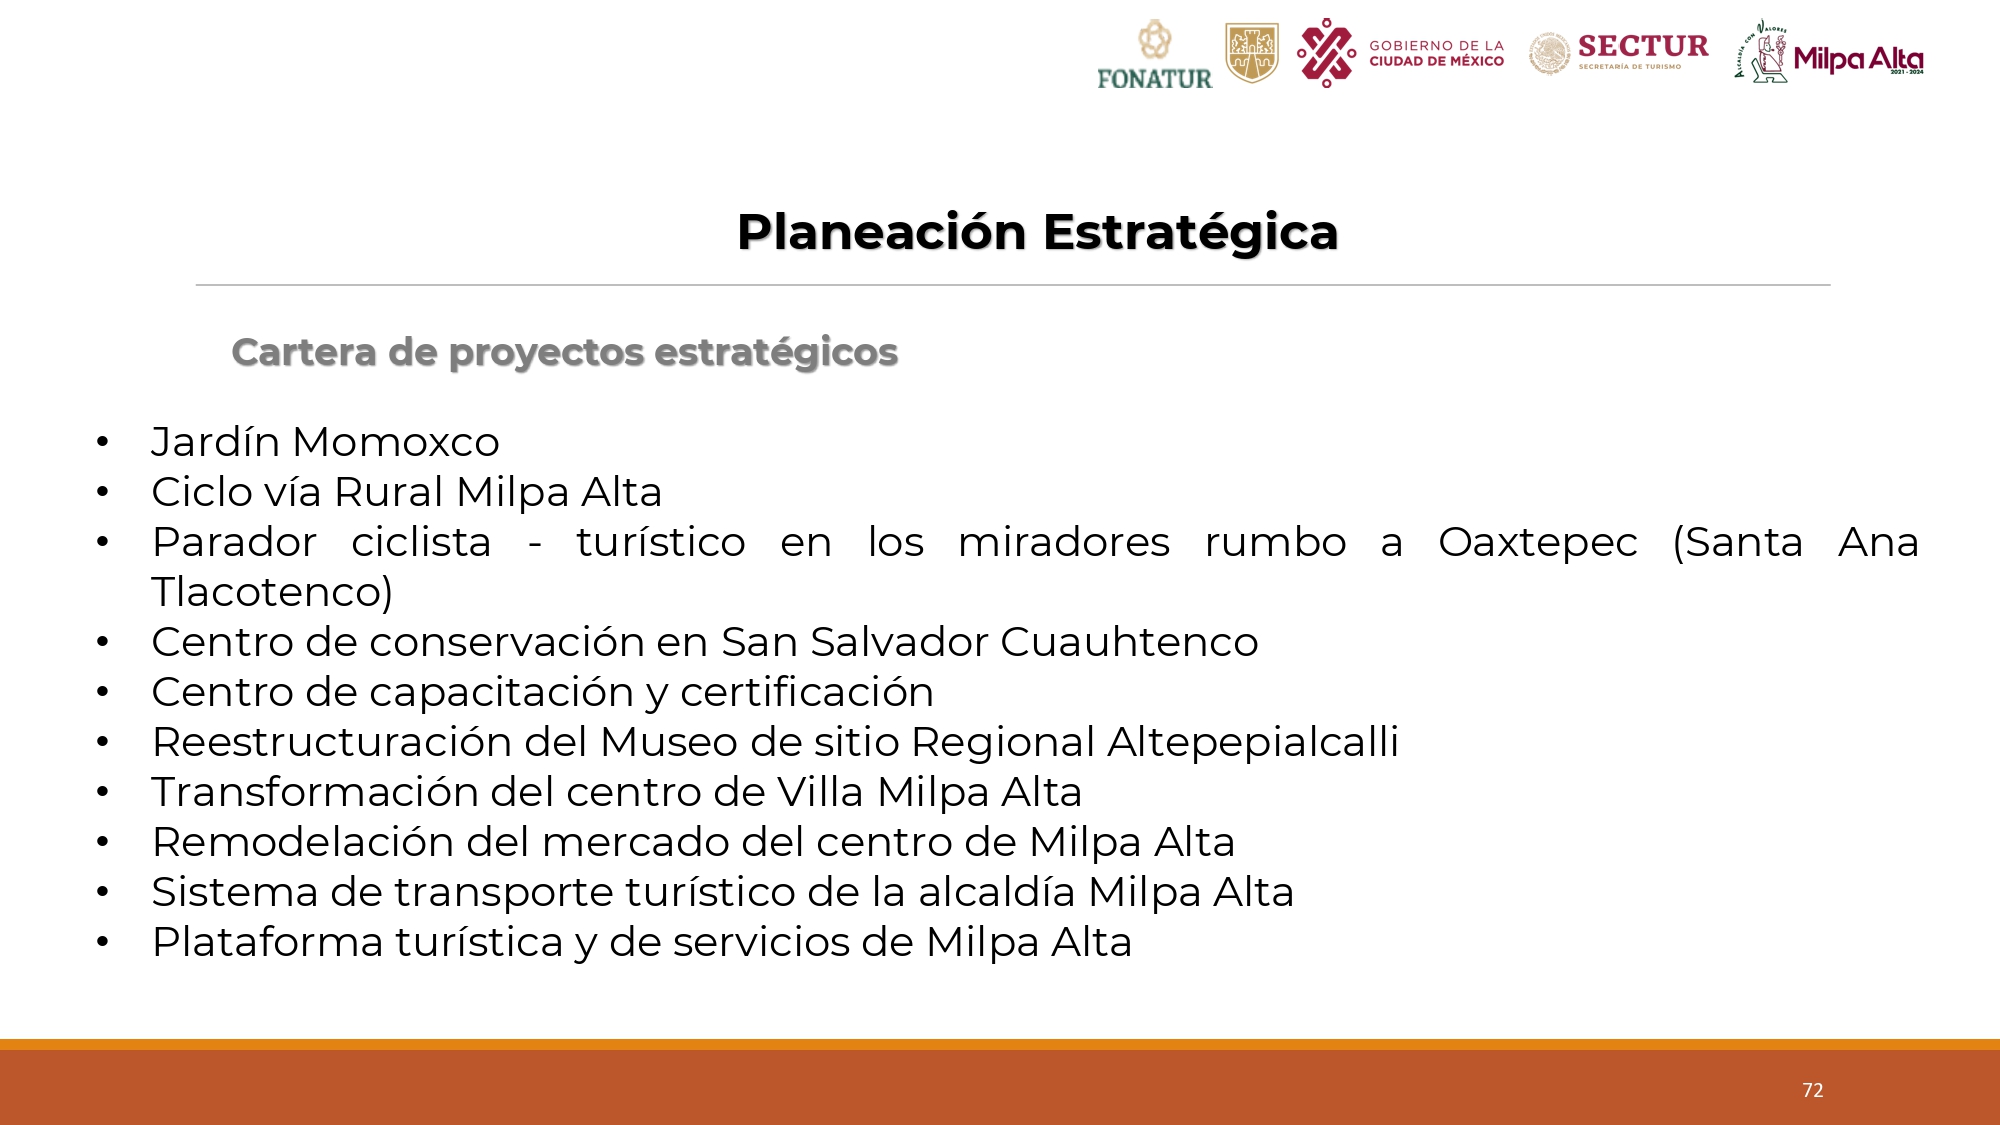 FONATUR
GOBIERNO DE LA
CIUDAD DE MÉXICO
SECTUR
SECRETARÍA DE TURISMO
ALCALDÍA CON VALORES
Milpa Alta
2021 - 2024
Planeación Estratégica
Cartera de proyectos estratégicos
• Jardín Momoxco
• Ciclo vía Rural Milpa Alta
• Parador ciclista - turístico en los miradores rumbo a Oaxtepec (Santa Ana
Tlacotenco)
• Centro de conservación en San Salvador Cuauhtenco
• Centro de capacitación y certificación
• Reestructuración del Museo de sitio Regional Altepepialcalli
• Transformación del centro de Villa Milpa Alta
• Remodelación del mercado del centro de Milpa Alta
• Sistema de transporte turístico de la alcaldía Milpa Alta
• Plataforma turística y de servicios de Milpa Alta
72